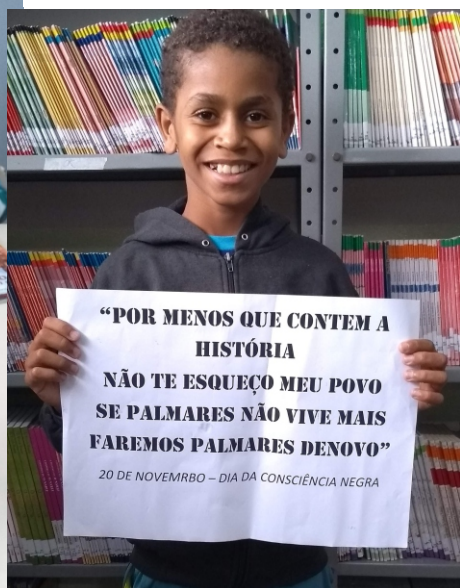 “POR MENOS QUE CONTEM A
HISTÓRIA
NÃO TE ESQUEÇO MEU POVO
SE PALMARES NÃO VIVE MAIS
FAREMOS PALMARES DENOVO”
20 DE NOVEMRBO – DIA DA CONSCIÊNCIA NEGRA